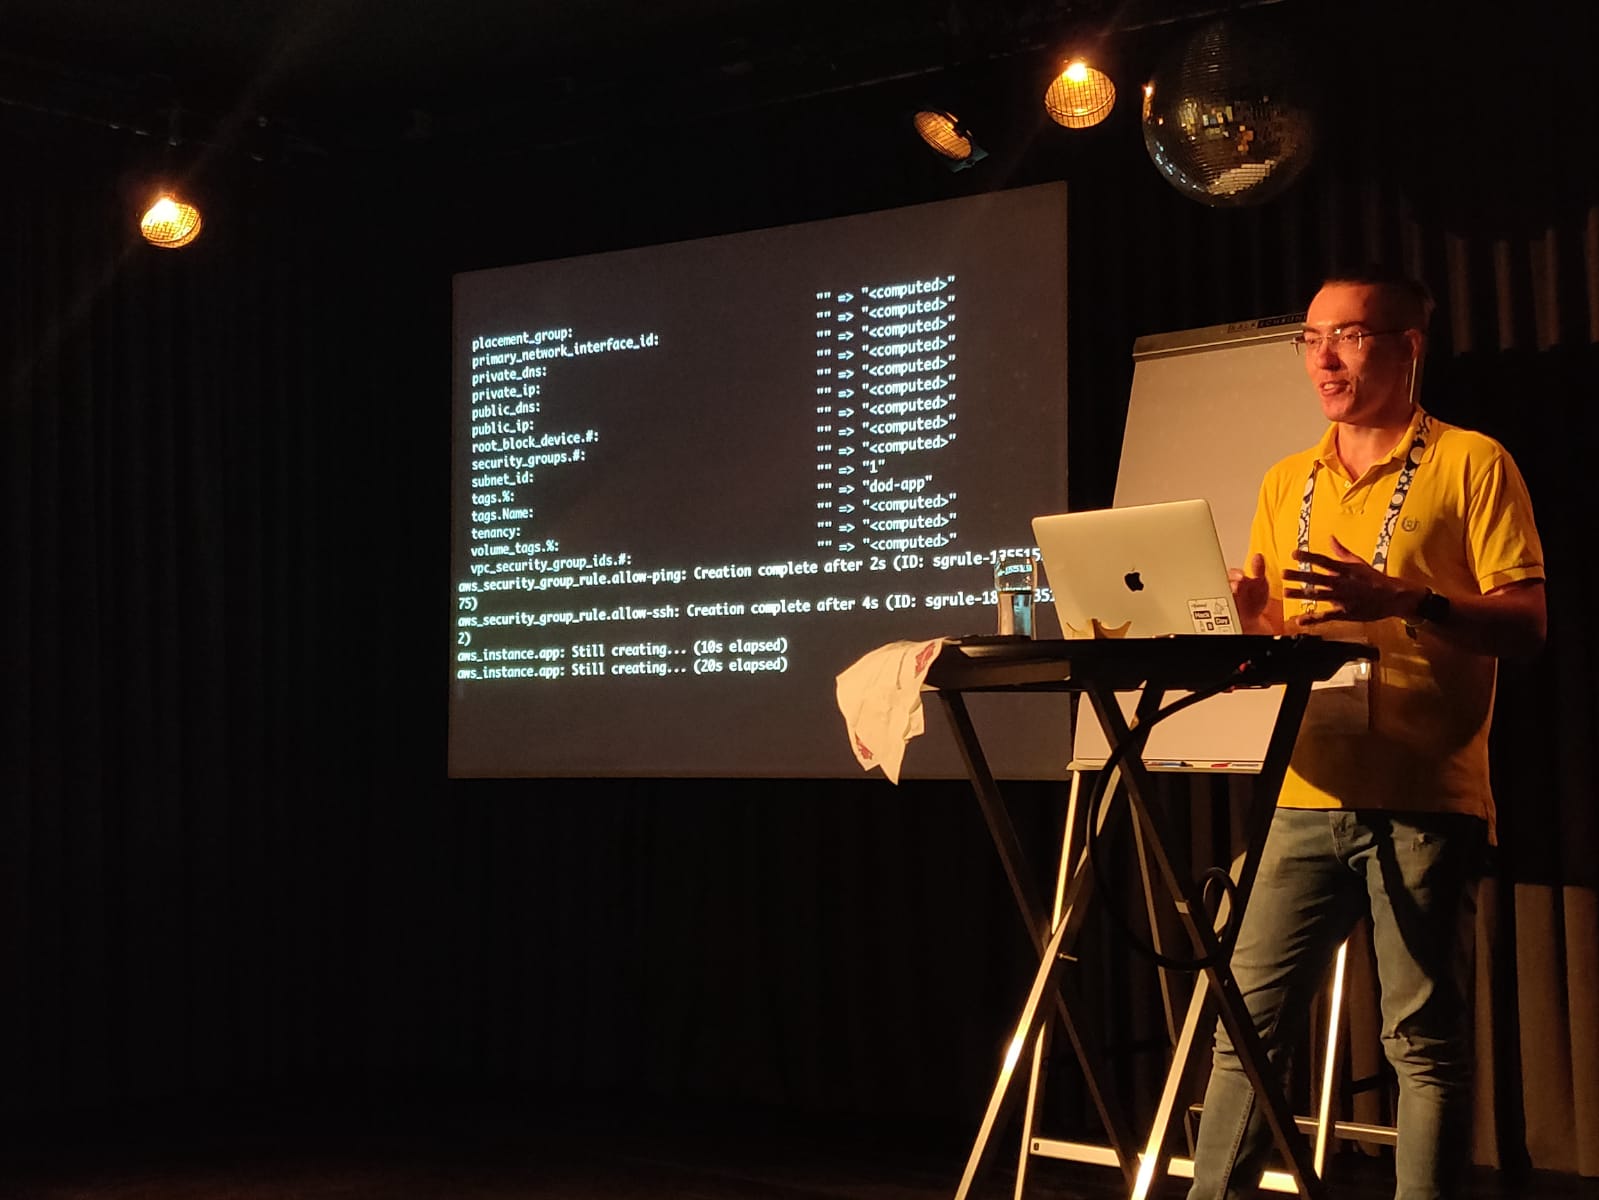 placement_group: "" => "<computed>"
primary_network_interface_id: "" => "<computed>"
private_dns: "" => "<computed>"
private_ip: "" => "<computed>"
public_dns: "" => "<computed>"
public_ip: "" => "<computed>"
root_block_device.#: "" => "<computed>"
security_groups.#: "" => "<computed>"
subnet_id: "" => "<computed>"
tags.%: "" => "1"
tags.Name: "" => "dod-app"
tenancy: "" => "<computed>"
volume_tags.%: "" => "<computed>"
vpc_security_group_ids.#: "" => "<computed>"
aws_security_group_rule.allow-ping: Creation complete after 2s (ID:
75)
aws_security_group_rule.allow-ssh: Creation complete after 4s (ID:
2)
aws_instance.app: Still creating... (10s elapsed)
aws_instance.app: Still creating... (20s elapsed)